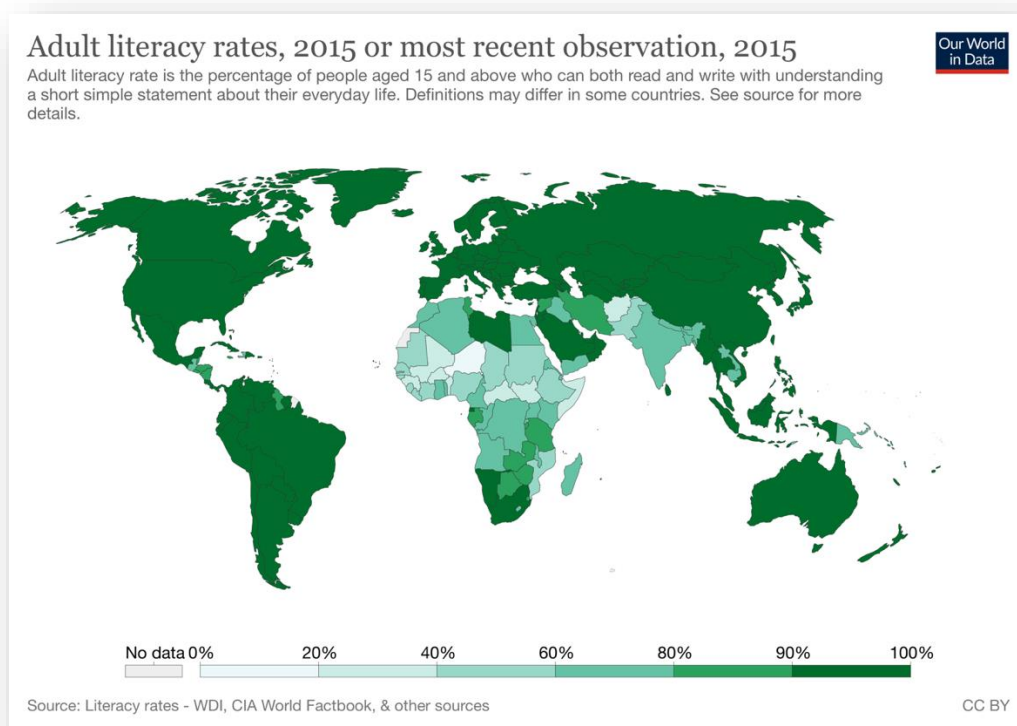 Adult literacy rates, 2015 or most recent observation, 2015
Our World
in Data
Adult literacy rate is the percentage of people aged 15 and above who can both read and write with understanding
a short simple statement about their everyday life. Definitions may differ in some countries. See source for more
details.
No data 0% 20% 40% 60% 80% 90% 100%
Source: Literacy rates - WDI, CIA World Factbook, & other sources CC BY